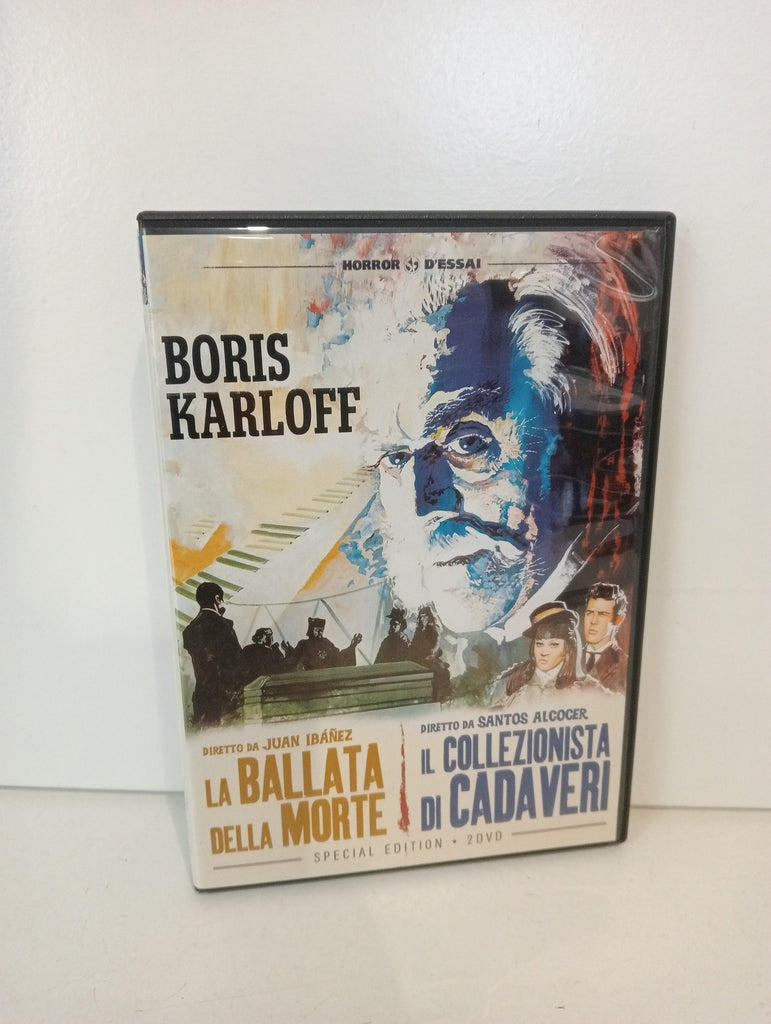 HORROR D'ESSAI
BORIS
KARLOFF
DIRETTO DA JUAN IBÁÑEZ
LA BALLATA
DELLA MORTE
DIRETTO DA SANTOS ALCOCER
IL COLLEZIONISTA
DI CADAVERI
SPECIAL EDITION • 2DVD